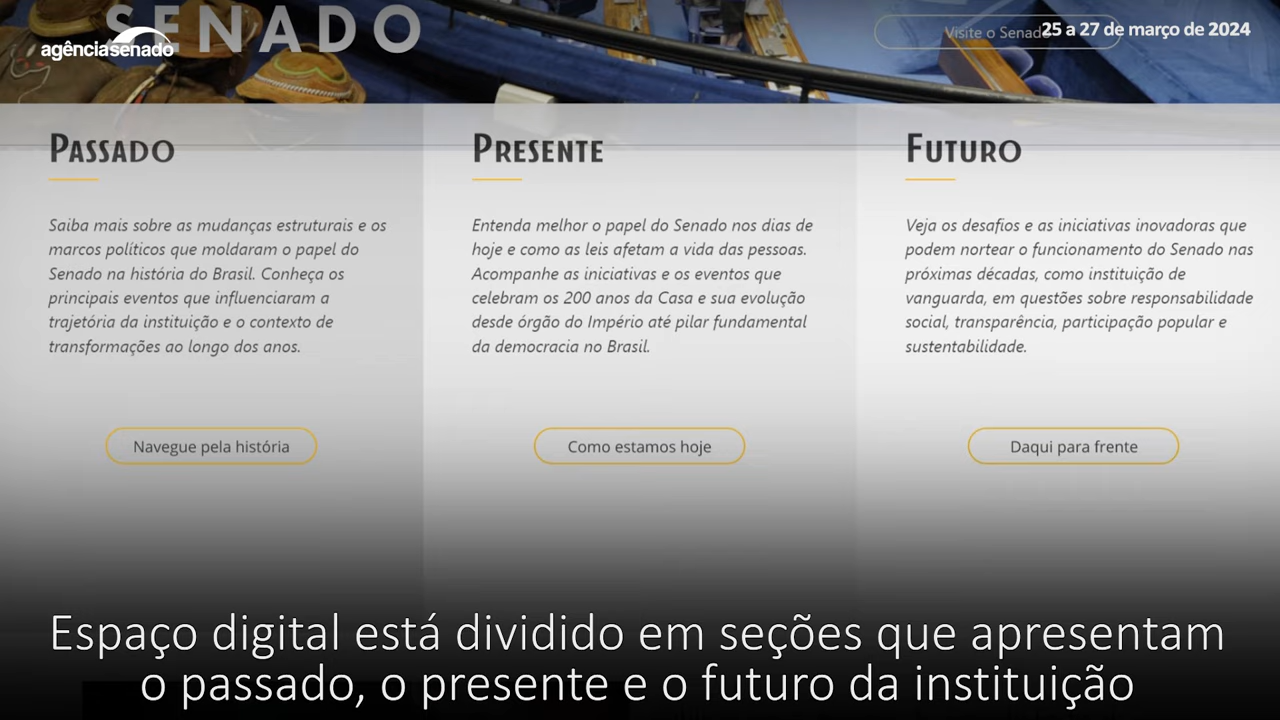 SENADO
agênciasenado
Visite o Senado
25 a 27 de março de 2024
Passado
Saiba mais sobre as mudanças estruturais e os
marcos políticos que moldaram o papel do
Senado na história do Brasil. Conheça os
principais eventos que influenciaram a
trajetória da instituição e o contexto de
transformações ao longo dos anos.
Navegue pela história
Presente
Entenda melhor o papel do Senado nos dias de
hoje e como as leis afetam a vida das pessoas.
Acompanhe as iniciativas e os eventos que
celebram os 200 anos da Casa e sua evolução
desde órgão do Império até pilar fundamental
da democracia no Brasil.
Como estamos hoje
Futuro
Veja os desafios e as iniciativas inovadoras que
podem nortear o funcionamento do Senado nas
próximas décadas, como instituição de
vanguarda, em questões sobre responsabilidade
social, transparência, participação popular e
sustentabilidade.
Daqui para frente
Espaço digital está dividido em seções que apresentam
o passado, o presente e o futuro da instituição